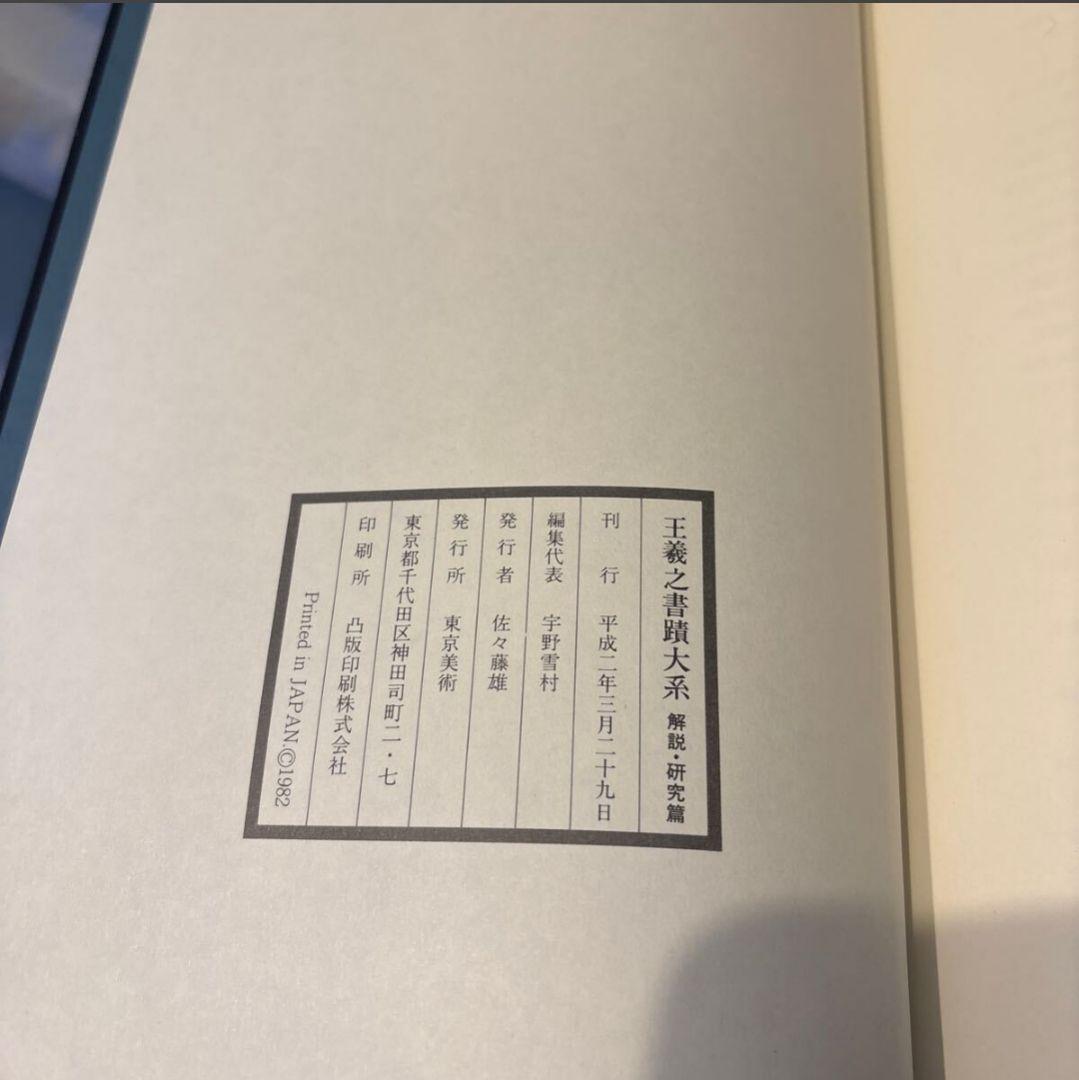 王羲之書蹟大系 解説・研究篇
刊行 平成二年三月二十九日
編集代表 宇野雪村
発行者 佐々藤雄
発行所 東京美術
東京都千代田区神田司町二・七
印刷所 凸版印刷株式会社
Printed in JAPAN.©1982